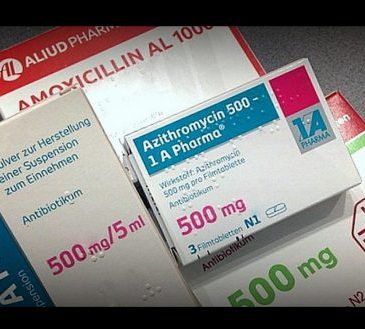 ALIUD PHARMA
AMOXICILLIN AL 1000
Pulver zur Herstellung
einer Suspension
zum Einnehmen
Antibiotikum
500 mg/5 ml
Azithromycin 500 -
1 A Pharma®
Wirkstoff: Azithromycin
500 mg pro Filmtablette
Antibiotikum
500 mg
3 Filmtabletten N1
1A
PHARMA
Antibiotikum
500 mg
N2